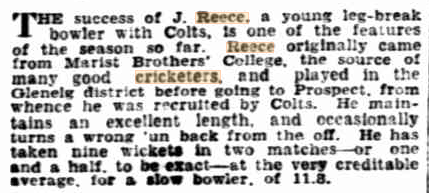 THE success of J. Reece, a young leg-break
bowler with Colts, is one of the features
of the season so far. Reece originally came
from Marist Brothers' College, the source of
many good cricketers, and played in the
Glenelg district before going to Prospect, from
whence he was recruited by Colts. He main-
tains an excellent length, and occasionally
turns a wrong 'un back from the off. He has
taken nine wickets in two matches—or one
and a half, to be exact—at the very creditable
average, for a slow bowler, of 11.8.